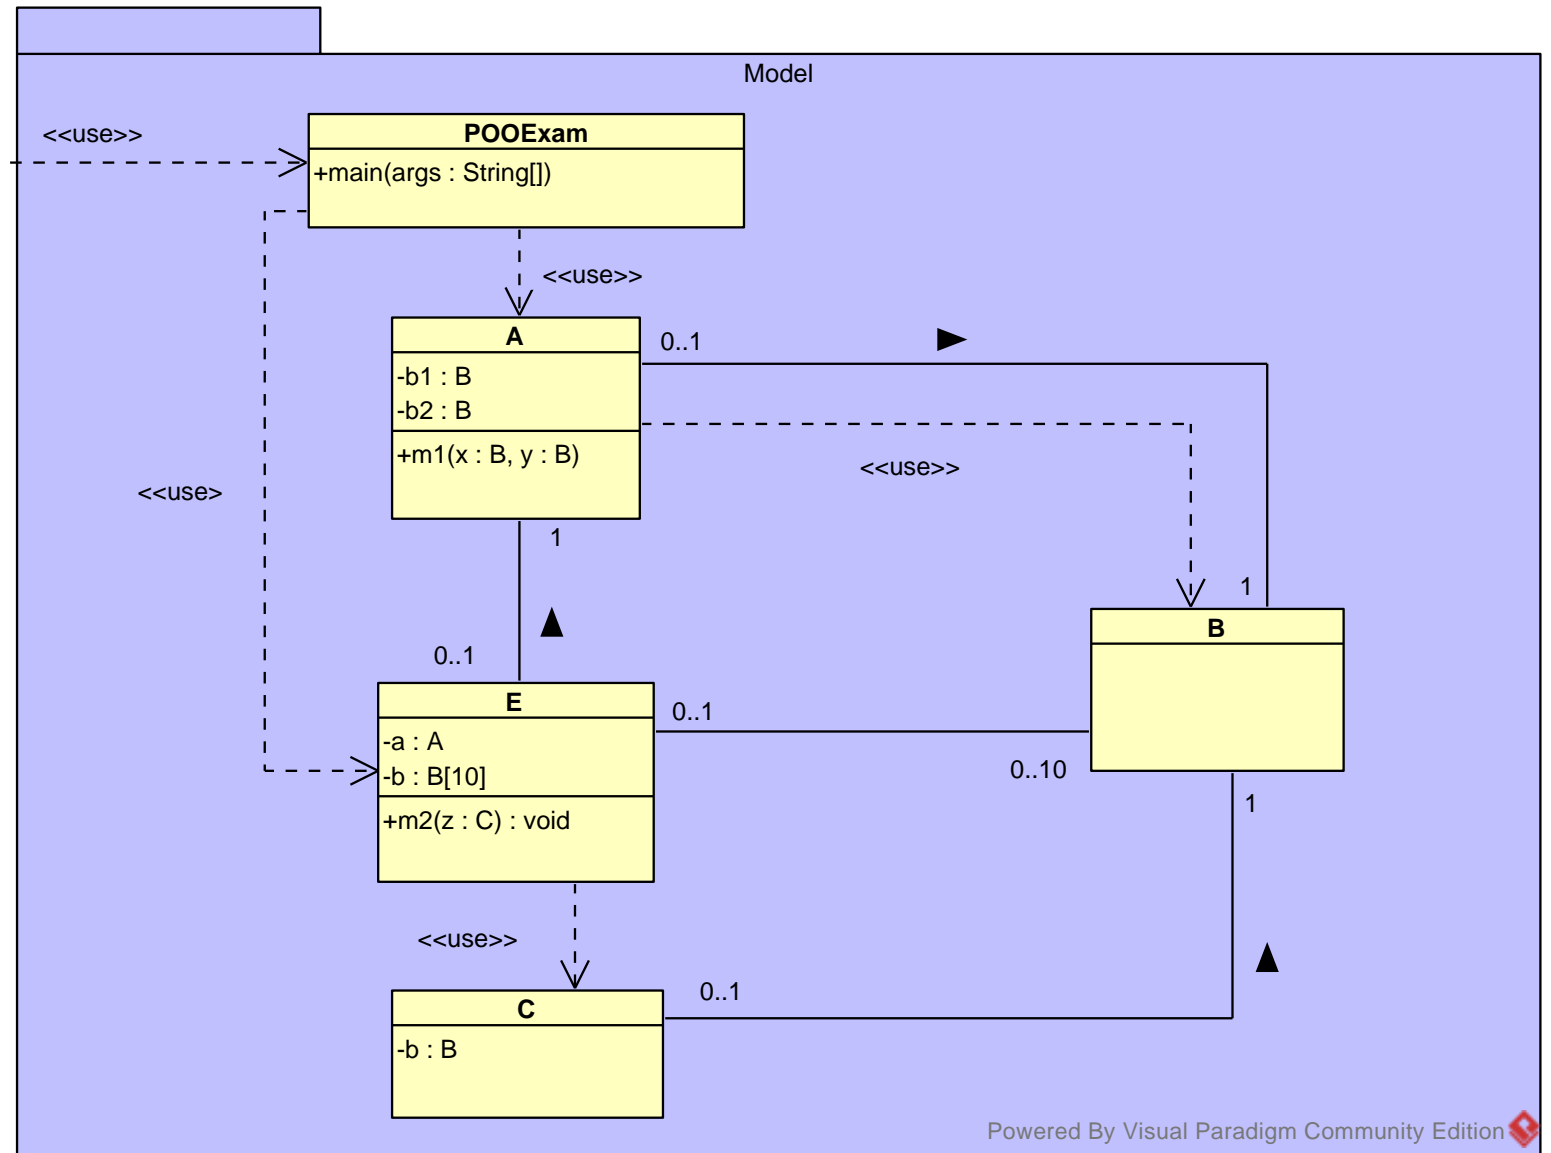 Model
<<use>>
POOExam
+main(args : String[])
<<use>>
A
0..1
-b1 : B
-b2 : B
+m1(x : B, y : B)
<<use>>
<<use>
1
1
B
0..1
E
0..1
-a : A
-b : B[10]
0..10
+m2(z : C) : void
1
<<use>>
C
0..1
-b : B
Powered By Visual Paradigm Community Edition